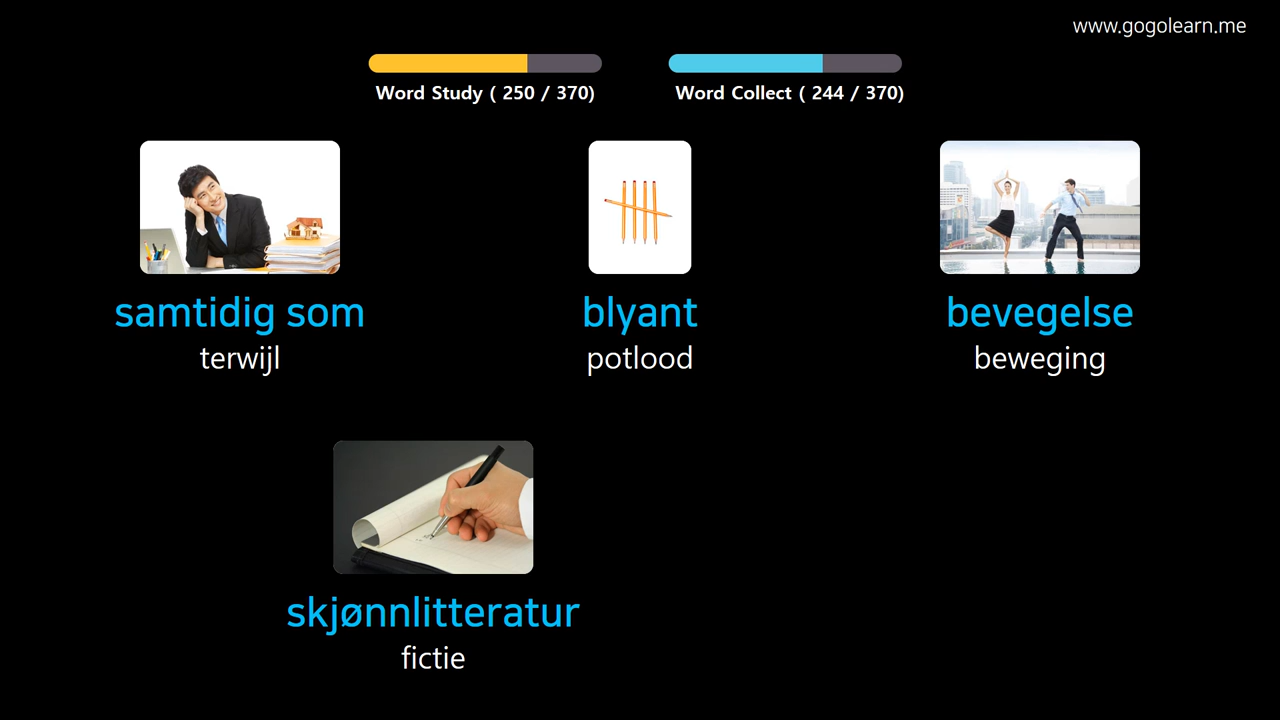 www.gogolearn.me
Word Study ( 250 / 370)
Word Collect ( 244 / 370)
samtidig som
terwijl
blyant
potlood
bevegelse
beweging
skjønnlitteratur
fictie